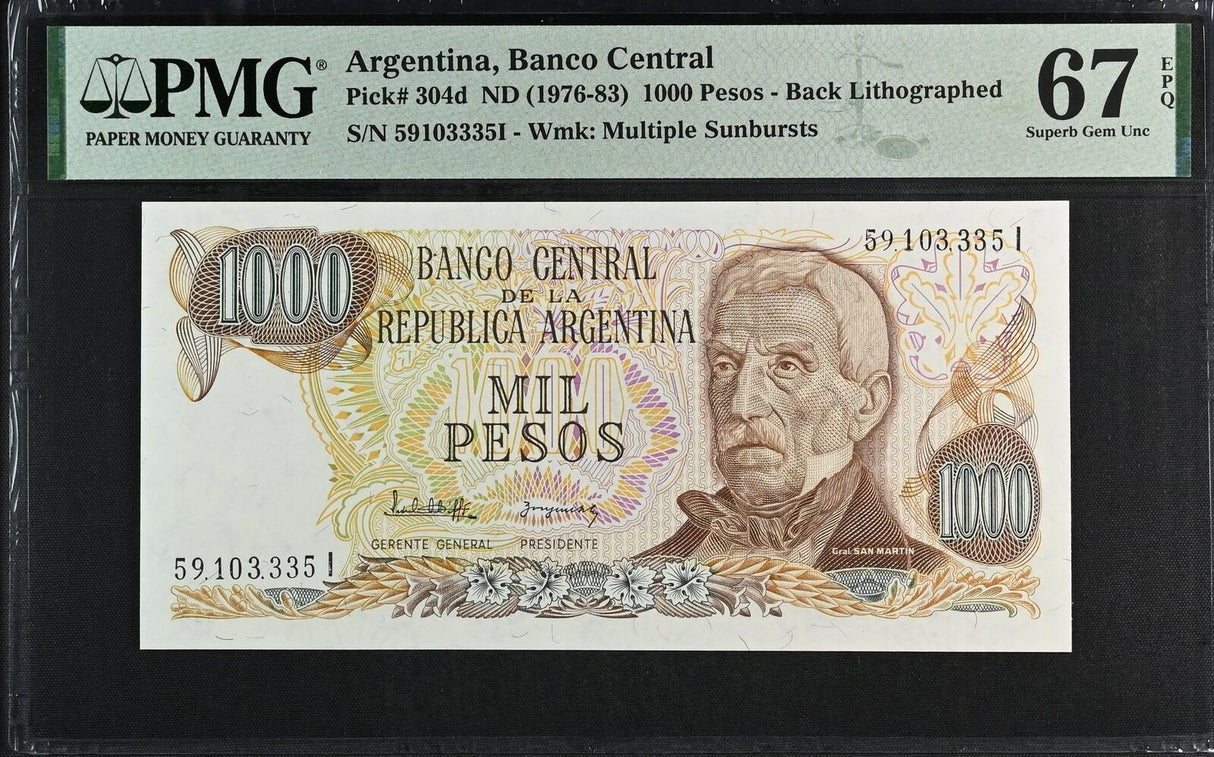 PMG®
PAPER MONEY GUARANTY
Argentina, Banco Central
Pick# 304d ND (1976-83) 1000 Pesos - Back Lithographed
S/N 59103335I - Wmk: Multiple Sunbursts
67
EPQ
Superb Gem Unc
1000
59.103.335 I
BANCO CENTRAL
DE LA
REPUBLICA ARGENTINA
1000
MIL
PESOS
1000
GERENTE GENERAL PRESIDENTE
Gral. SAN MARTIN
59.103.335 I